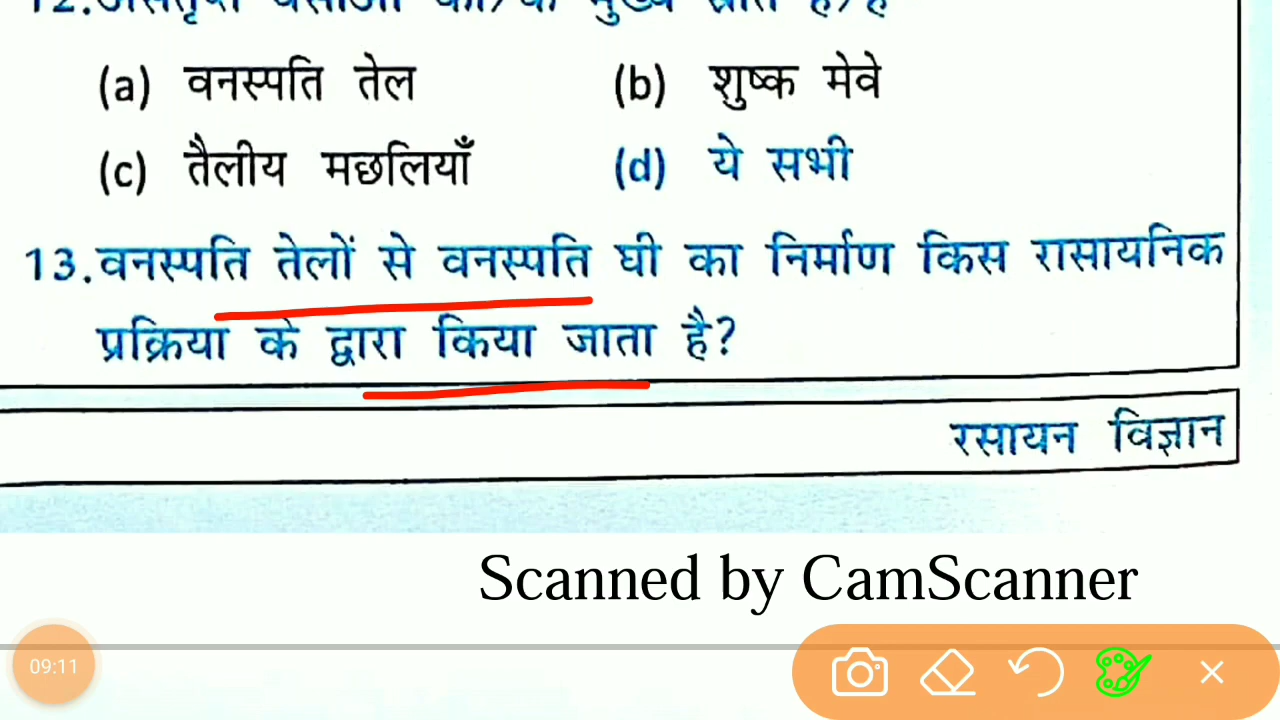 (a) वनस्पति तेल (b) शुष्क मेवे
(c) तैलीय मछलियाँ (d) ये सभी
13. वनस्पति तेलों से वनस्पति घी का निर्माण किस रासायनिक
प्रक्रिया के द्वारा किया जाता है?
रसायन विज्ञान
Scanned by CamScanner
09:11